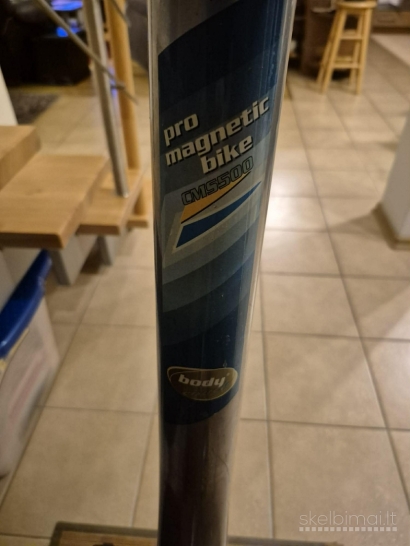 pro
magnetic
bike
CM5500
body
skelbimai.lt